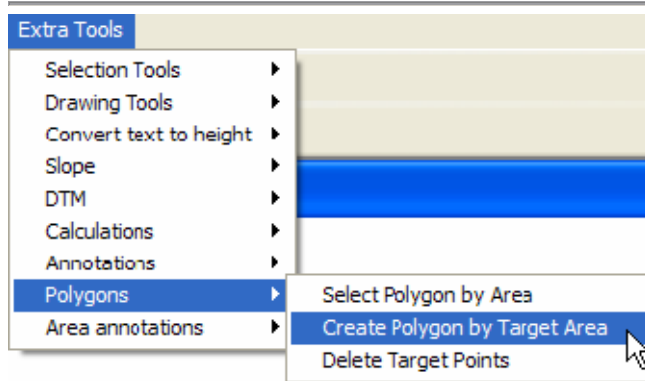 Extra Tools
Selection Tools
Drawing Tools
Convert text to height
Slope
DTM
Calculations
Annotations
Polygons
Area annotations
Select Polygon by Area
Create Polygon by Target Area
Delete Target Points